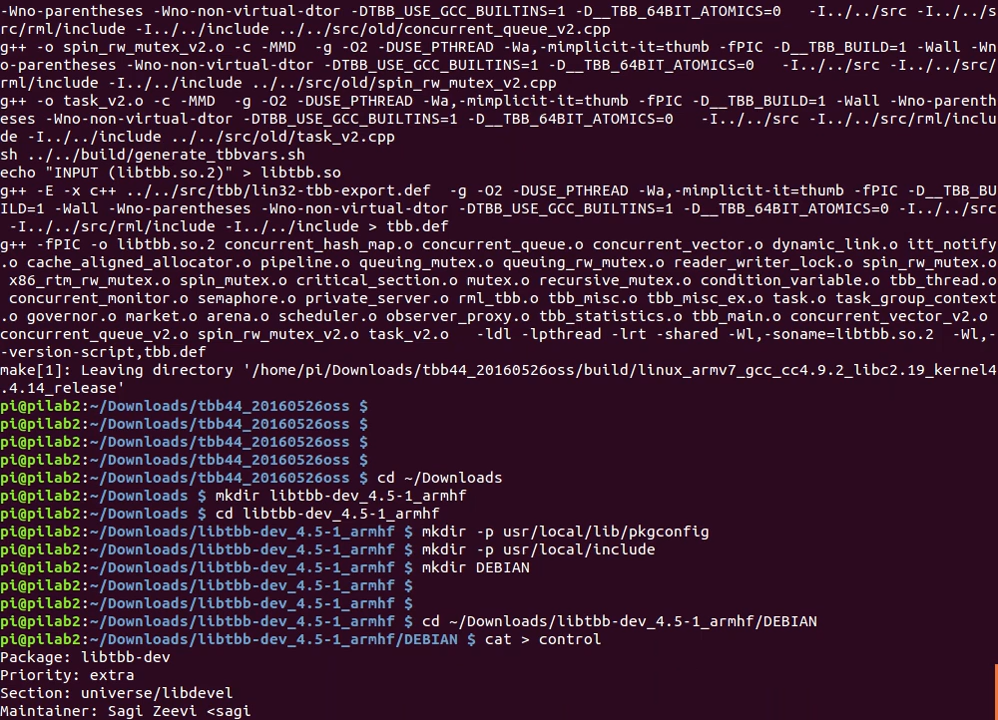 -Wno-parentheses -Wno-non-virtual-dtor -DTBB_USE_GCC_BUILTINS=1 -D__TBB_64BIT_ATOMICS=0   -I../../src -I../../s
rc/rml/include -I../../include ../../src/old/concurrent_queue_v2.cpp
g++ -o spin_rw_mutex_v2.o -c -MMD  -g -O2 -DUSE_PTHREAD -Wa,-mimplicit-it=thumb -fPIC -D__TBB_BUILD=1 -Wall -Wn
o-parentheses -Wno-non-virtual-dtor -DTBB_USE_GCC_BUILTINS=1 -D__TBB_64BIT_ATOMICS=0   -I../../src -I../../src/
rml/include -I../../include ../../src/old/spin_rw_mutex_v2.cpp
g++ -o task_v2.o -c -MMD  -g -O2 -DUSE_PTHREAD -Wa,-mimplicit-it=thumb -fPIC -D__TBB_BUILD=1 -Wall -Wno-parenth
eses -Wno-non-virtual-dtor -DTBB_USE_GCC_BUILTINS=1 -D__TBB_64BIT_ATOMICS=0   -I../../src -I../../src/rml/inclu
de -I../../include ../../src/old/task_v2.cpp
sh ../../build/generate_tbbvars.sh
echo "INPUT (libtbb.so.2)" > libtbb.so
g++ -E -x c++ ../../src/tbb/lin32-tbb-export.def  -g -O2 -DUSE_PTHREAD -Wa,-mimplicit-it=thumb -fPIC -D__TBB_BU
ILD=1 -Wall -Wno-parentheses -Wno-non-virtual-dtor -DTBB_USE_GCC_BUILTINS=1 -D__TBB_64BIT_ATOMICS=0 -I../../src
 -I../../src/rml/include -I../../include > tbb.def
g++ -fPIC -o libtbb.so.2 concurrent_hash_map.o concurrent_queue.o concurrent_vector.o dynamic_link.o itt_notify
.o cache_aligned_allocator.o pipeline.o queuing_mutex.o queuing_rw_mutex.o reader_writer_lock.o spin_rw_mutex.o
 x86_rtm_rw_mutex.o spin_mutex.o critical_section.o mutex.o recursive_mutex.o condition_variable.o tbb_thread.o
 concurrent_monitor.o semaphore.o private_server.o rml_tbb.o tbb_misc.o tbb_misc_ex.o task.o task_group_context
.o governor.o market.o arena.o scheduler.o observer_proxy.o tbb_statistics.o tbb_main.o concurrent_vector_v2.o
concurrent_queue_v2.o spin_rw_mutex_v2.o task_v2.o   -ldl -lpthread -lrt -shared -Wl,-soname=libtbb.so.2  -Wl,-
-version-script,tbb.def
make[1]: Leaving directory '/home/pi/Downloads/tbb44_20160526oss/build/linux_armv7_gcc_cc4.9.2_libc2.19_kernel4
.4.14_release'
pi@pilab2:~/Downloads/tbb44_20160526oss $
pi@pilab2:~/Downloads/tbb44_20160526oss $
pi@pilab2:~/Downloads/tbb44_20160526oss $
pi@pilab2:~/Downloads/tbb44_20160526oss $
pi@pilab2:~/Downloads/tbb44_20160526oss $ cd ~/Downloads
pi@pilab2:~/Downloads $ mkdir libtbb-dev_4.5-1_armhf
pi@pilab2:~/Downloads $ cd libtbb-dev_4.5-1_armhf
pi@pilab2:~/Downloads/libtbb-dev_4.5-1_armhf $ mkdir -p usr/local/lib/pkgconfig
pi@pilab2:~/Downloads/libtbb-dev_4.5-1_armhf $ mkdir -p usr/local/include
pi@pilab2:~/Downloads/libtbb-dev_4.5-1_armhf $ mkdir DEBIAN
pi@pilab2:~/Downloads/libtbb-dev_4.5-1_armhf $
pi@pilab2:~/Downloads/libtbb-dev_4.5-1_armhf $
pi@pilab2:~/Downloads/libtbb-dev_4.5-1_armhf $ cd ~/Downloads/libtbb-dev_4.5-1_armhf/DEBIAN
pi@pilab2:~/Downloads/libtbb-dev_4.5-1_armhf/DEBIAN $ cat > control
Package: libtbb-dev
Priority: extra
Section: universe/libdevel
Maintainer: Sagi Zeevi <sagi